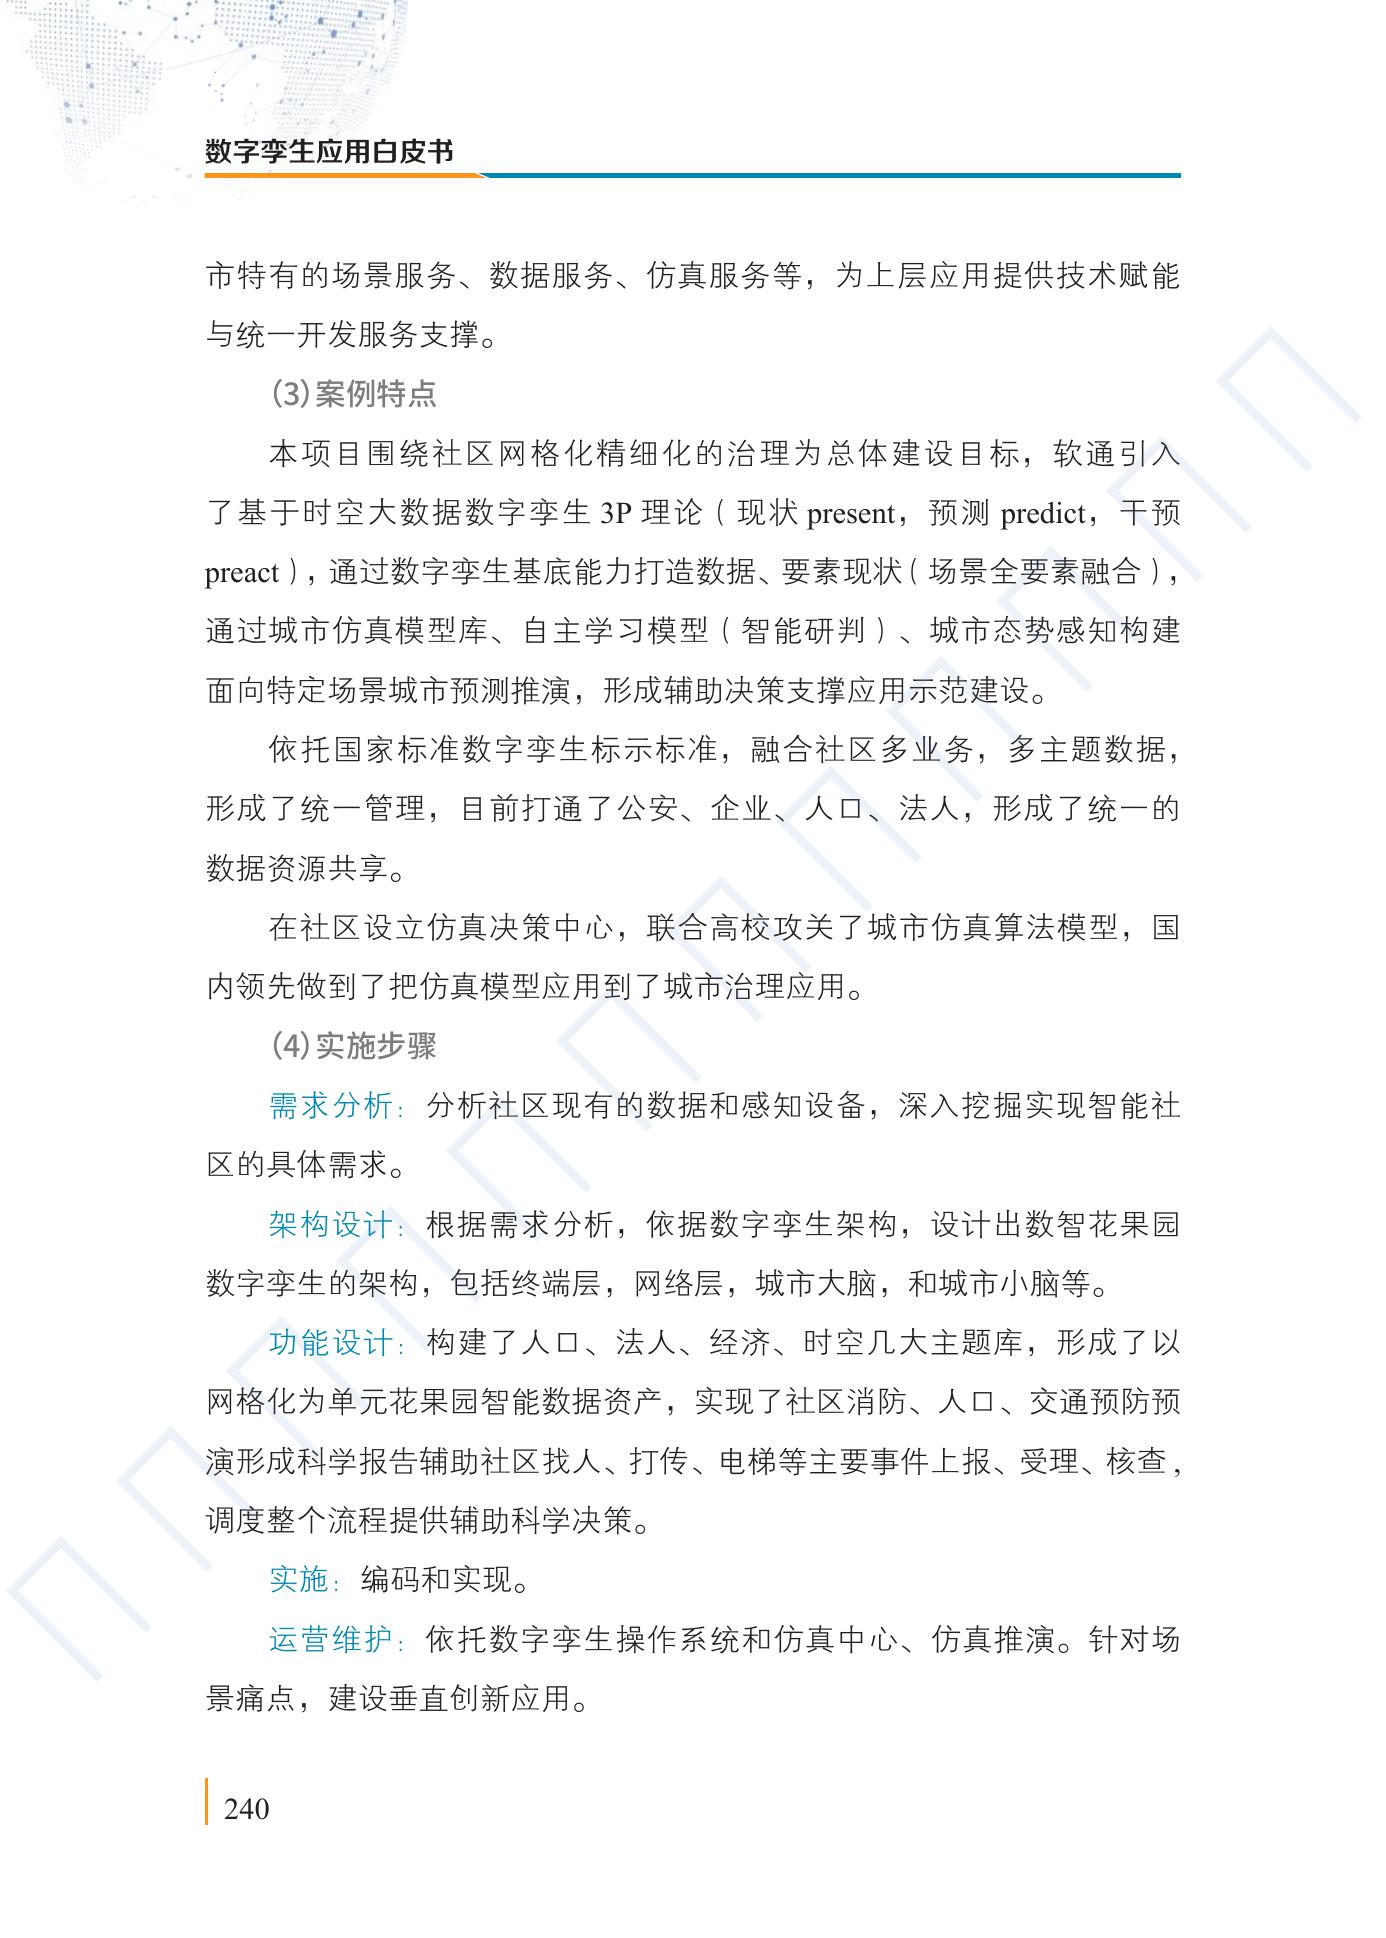 数字孪生应用白皮书
市特有的场景服务、数据服务、仿真服务等，为上层应用提供技术赋能
与统一开发服务支撑。
（3）案例特点
本项目围绕社区网格化精细化的治理为总体建设目标，软通引入
了基于时空大数据数字孪生 3P 理论（现状 present，预测 predict，干预
preact），通过数字孪生基底能力打造数据、要素现状（场景全要素融合），
通过城市仿真模型库、自主学习模型（智能研判）、城市态势感知构建
面向特定场景城市预测推演，形成辅助决策支撑应用示范建设。
依托国家标准数字孪生标示标准，融合社区多业务，多主题数据，
形成了统一管理，目前打通了公安、企业、人口、法人，形成了统一的
数据资源共享。
在社区设立仿真决策中心，联合高校攻关了城市仿真算法模型，国
内领先做到了把仿真模型应用到了城市治理应用。
（4）实施步骤
需求分析：分析社区现有的数据和感知设备，深入挖掘实现智能社
区的具体需求。
架构设计：根据需求分析，依据数字孪生架构，设计出数智花果园
数字孪生的架构，包括终端层，网络层，城市大脑，和城市小脑等。
功能设计：构建了人口、法人、经济、时空几大主题库，形成了以
网格化为单元花果园智能数据资产，实现了社区消防、人口、交通预防预
演形成科学报告辅助社区找人、打传、电梯等主要事件上报、受理、核查，
调度整个流程提供辅助科学决策。
实施：编码和实现。
运营维护：依托数字孪生操作系统和仿真中心、仿真推演。针对场
景痛点，建设垂直创新应用。
240